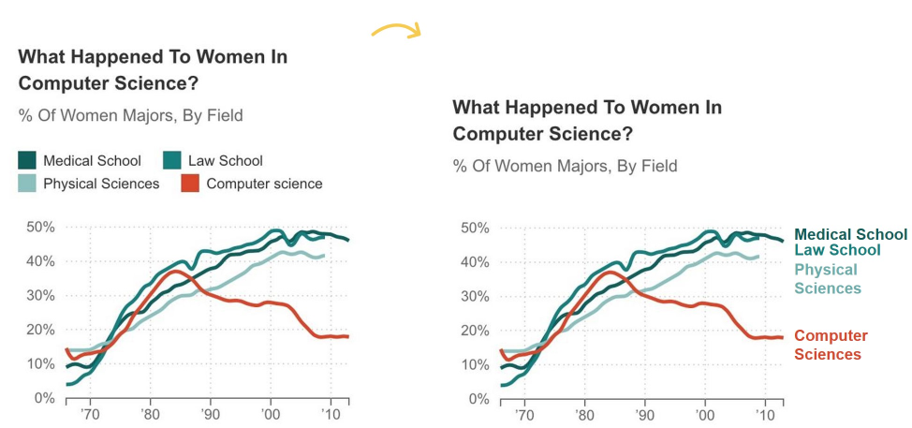 What Happened To Women In
Computer Science?
% Of Women Majors, By Field
Medical School
Law School
Physical Sciences
Computer science
50%
40%
30%
20%
10%
0%
'70
'80
'90
'00
'10
What Happened To Women In
Computer Science?
% Of Women Majors, By Field
50%
40%
30%
20%
10%
0%
'70
'80
'90
'00
'10
Medical School
Law School
Physical
Sciences
Computer
Sciences